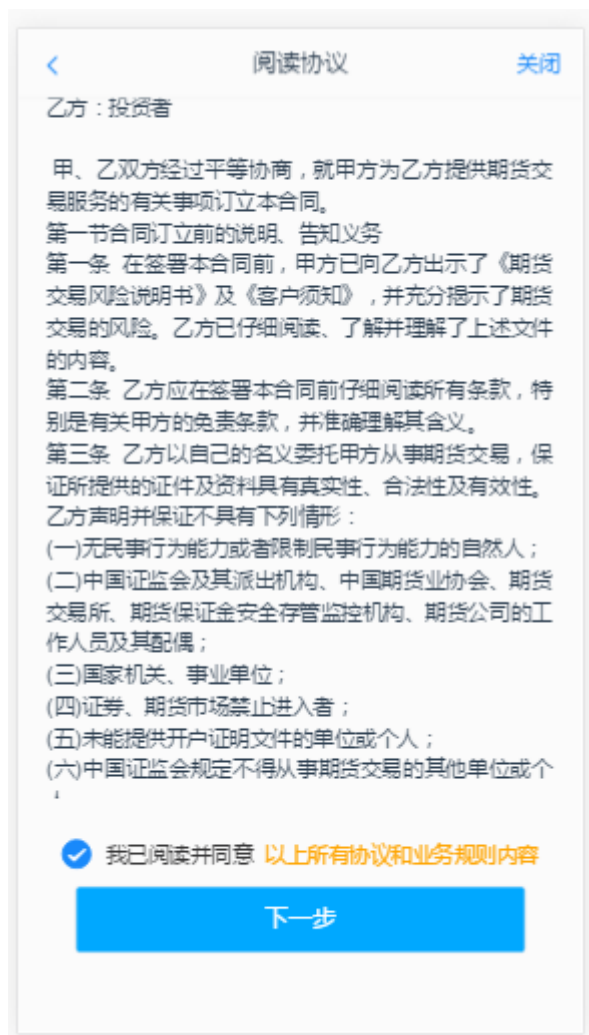 阅读协议 关闭
乙方：投资者
甲、乙双方经过平等协商，就甲方为乙方提供期货交
易服务的有关事项订立本合同。
第一节合同订立前的说明、告知义务
第一条 在签署本合同前，甲方已向乙方出示了《期货
交易风险说明书》及《客户须知》，并充分揭示了期货
交易的风险。乙方已仔细阅读、了解并理解了上述文件
的内容。
第二条 乙方应在签署本合同前仔细阅读所有条款，特
别是有关甲方的免责条款，并准确理解其含义。
第三条 乙方以自己的名义委托甲方从事期货交易，保
证所提供的证件及资料具有真实性、合法性及有效性。
乙方声明并保证不具有下列情形：
(一)无民事行为能力或者限制民事行为能力的自然人；
(二)中国证监会及其派出机构、中国期货业协会、期货
交易所、期货保证金安全存管监控机构、期货公司的工
作人员及其配偶；
(三)国家机关、事业单位；
(四)证券、期货市场禁止进入者；
(五)未能提供开户证明文件的单位或个人；
(六)中国证监会规定不得从事期货交易的其他单位或个
我已阅读并同意 以上所有协议和业务规则内容
下一步